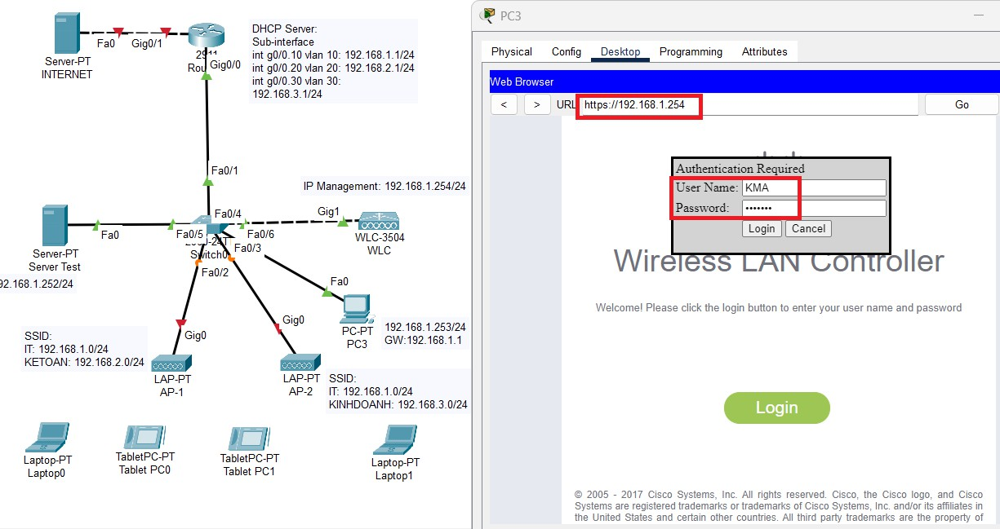 Server-PT
INTERNET
Fa0
Gig0/1
Gig0/0
DHCP Server:
Sub-interface
int g0/0.10 vlan 10: 192.168.1.1/24
int g0/0.20 vlan 20: 192.168.2.1/24
int g0/0.30 vlan 30:
192.168.3.1/24
Fa0/1
IP Management: 192.168.1.254/24
Fa0/4
Gig1
Fa0
Fa0/5
Fa0/6
Fa0/3
Switch0
Fa0/2
WLC-3504
WLC
Server-PT
Server Test
92.168.1.252/24
Fa0
PC-PT
PC3
192.168.1.253/24
GW:192.168.1.1
Gig0
Gig0
SSID:
IT: 192.168.1.0/24
KETOAN: 192.168.2.0/24
LAP-PT
AP-1
LAP-PT
AP-2
SSID:
IT: 192.168.1.0/24
KINHDOANH: 192.168.3.0/24
Laptop-PT
Laptop0
TabletPC-PT
Tablet PC0
TabletPC-PT
Tablet PC1
Laptop-PT
Laptop1
PC3
Physical Config Desktop Programming Attributes
Web Browser
< > URL https://192.168.1.254 Go
Authentication Required
User Name: KMA
Password: •••••••
Login Cancel
Wireless LAN Controller
Welcome! Please click the login button to enter your user name and password
Login
© 2005 - 2017 Cisco Systems, Inc. All rights reserved. Cisco, the Cisco logo, and Cisco
Systems are registered trademarks or trademarks of Cisco Systems, Inc. and/or its affiliates in
the United States and certain other countries. All third party trademarks are the property of